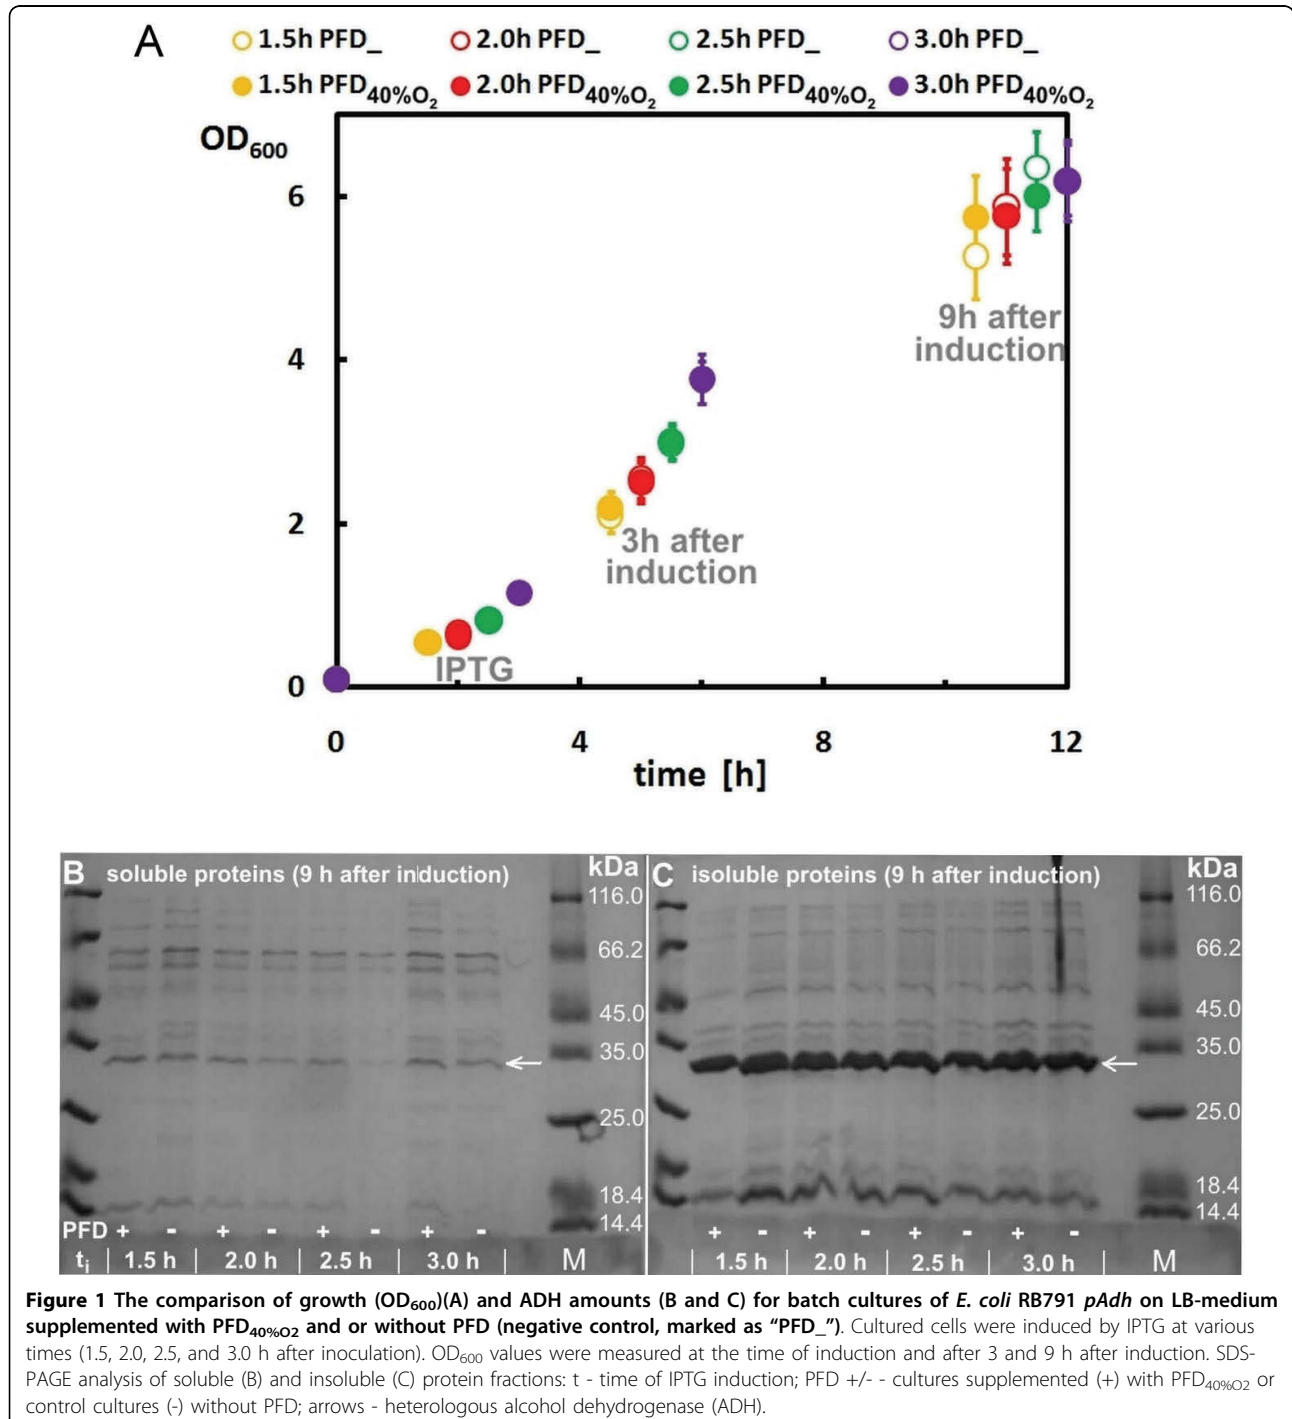 A
1.5h PFD_ 2.0h PFD_ 2.5h PFD_ 3.0h PFD_
1.5h PFD40%O2 2.0h PFD40%O2 2.5h PFD40%O2 3.0h PFD40%O2
OD600
6
4
2
0
9h after
induction
3h after
induction
IPTG
0 4 8 12
time [h]
B soluble proteins (9 h after induction) kDa
116.0
66.2
45.0
35.0
25.0
18.4
14.4
PFD + - + - + - + -
ti 1.5 h 2.0 h 2.5 h 3.0 h M
C isoluble proteins (9 h after induction) kDa
116.0
66.2
45.0
35.0
25.0
18.4
14.4
+ - + - + - + -
1.5 h 2.0 h 2.5 h 3.0 h M
Figure 1 The comparison of growth (OD600)(A) and ADH amounts (B and C) for batch cultures of E. coli RB791 pAdh on LB-medium
supplemented with PFD40%O2 and or without PFD (negative control, marked as “PFD_”). Cultured cells were induced by IPTG at various
times (1.5, 2.0, 2.5, and 3.0 h after inoculation). OD600 values were measured at the time of induction and after 3 and 9 h after induction. SDS-
PAGE analysis of soluble (B) and insoluble (C) protein fractions: t - time of IPTG induction; PFD +/- - cultures supplemented (+) with PFD40%O2 or
control cultures (-) without PFD; arrows - heterologous alcohol dehydrogenase (ADH).